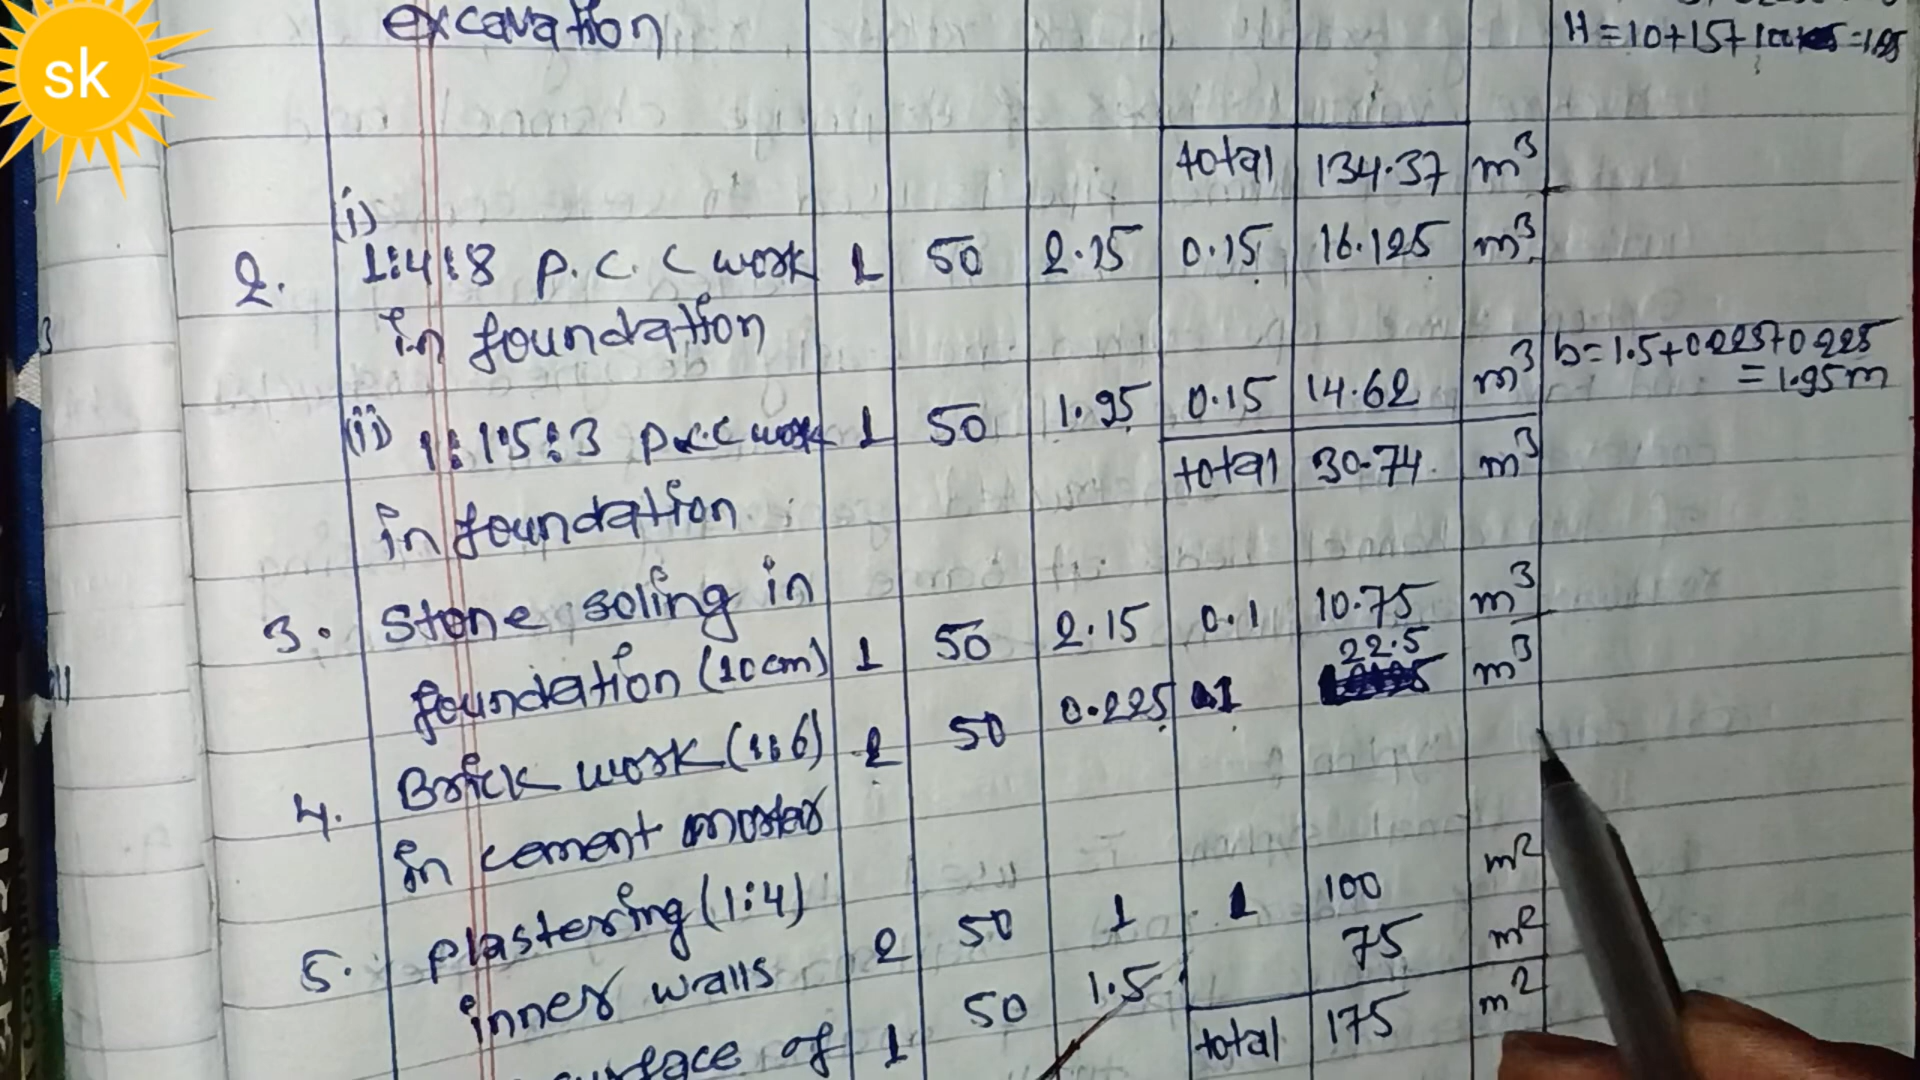 sk
excavation
H=10+15+100 =1.25
total 134.37 m³
(i)
2. 1:4:8 P.C.C work 1 50 2.15 0.15 16.125 m³
in foundation
b=1.5+0.225+0.225
=1.95m
(ii) 1:1.5:3 P.C.C work 1 50 1.95 0.15 14.62 m³
total 30.74 m³
in foundation
3. Stone soling in
foundation (10cm) 1 50 2.15 0.1 10.75 m³
4. Brick work (1:6) 2 50 0.225 1 22.5 m³
in cement mortar
5. plastering (1:4)
inner walls 2 50 1 1 100 m²
surface of 1 50 1.5 75 m²
total 175 m²